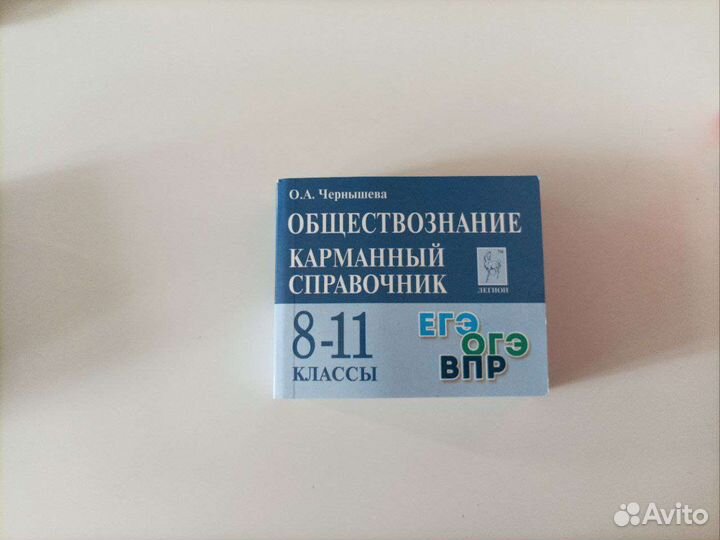 О.А. Чернышева
ОБЩЕСТВОЗНАНИЕ
КАРМАННЫЙ
СПРАВОЧНИК
ЛЕГИОН
8-11
КЛАССЫ
ЕГЭ
ОГЭ
ВПР
Avito